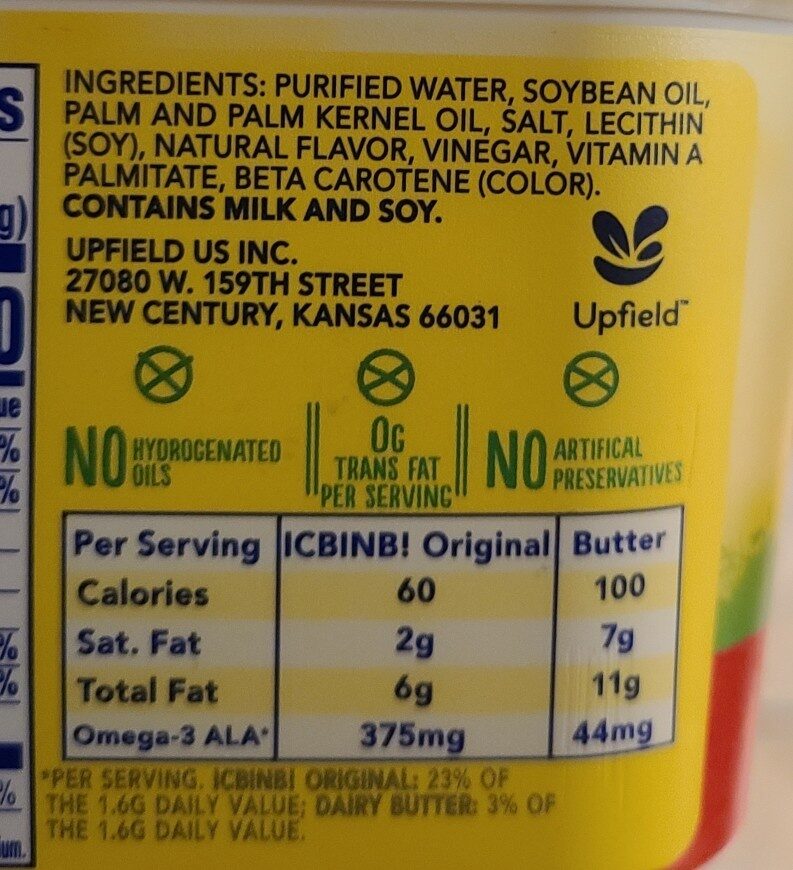 INGREDIENTS: PURIFIED WATER, SOYBEAN OIL,
PALM AND PALM KERNEL OIL, SALT, LECITHIN
(SOY), NATURAL FLAVOR, VINEGAR, VITAMIN A
PALMITATE, BETA CAROTENE (COLOR).
CONTAINS MILK AND SOY.
UPFIELD US INC.
27080 W. 159TH STREET
NEW CENTURY, KANSAS 66031
Upfield™
NO HYDROGENATED OILS
0G
TRANS FAT
PER SERVING
NO ARTIFICAL PRESERVATIVES
Per Serving ICBINB! Original Butter
Calories 60 100
Sat. Fat 2g 7g
Total Fat 6g 11g
Omega-3 ALA* 375mg 44mg
*PER SERVING. ICBINB! ORIGINAL: 23% OF
THE 1.6G DAILY VALUE; DAIRY BUTTER: 3% OF
THE 1.6G DAILY VALUE.